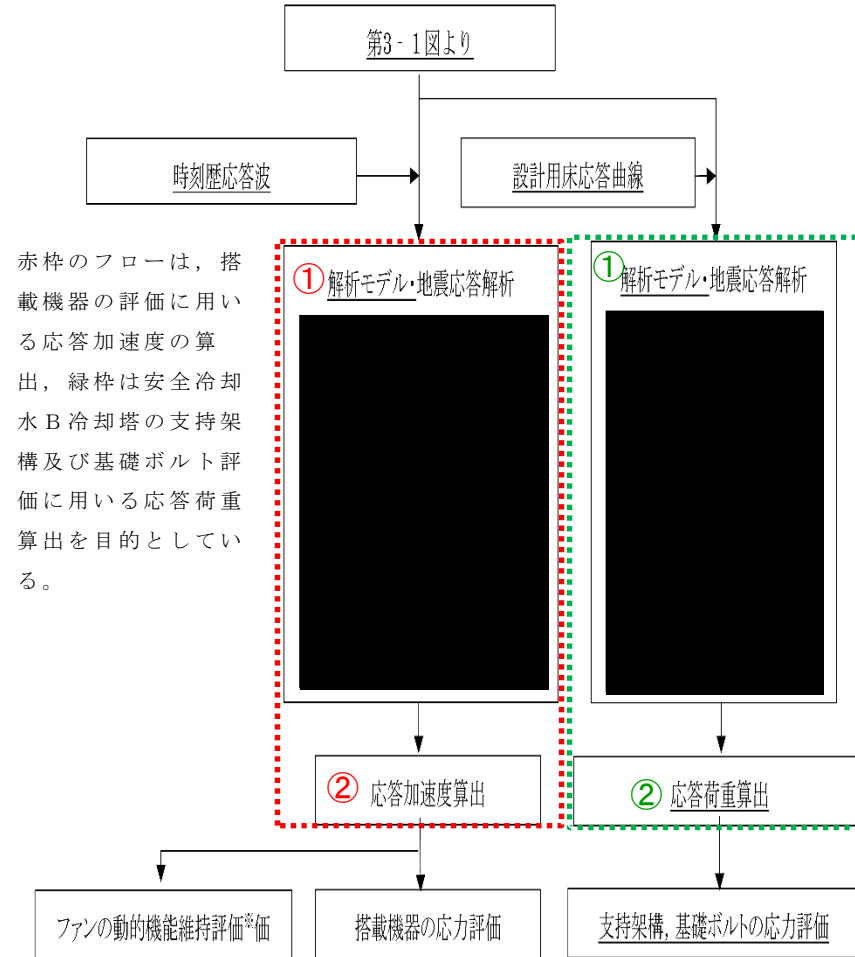 第3‐1図より
時刻歴応答波
設計用床応答曲線
赤枠のフローは，搭
載機器の評価に用い
る応答加速度の算
出，緑枠は安全冷却
水Ｂ冷却塔の支持架
構及び基礎ボルト評
価に用いる応答荷重
算出を目的としてい
る。
① 解析モデル・地震応答解析
① 解析モデル・地震応答解析
② 応答加速度算出
② 応答荷重算出
ファンの動的機能維持評価※価
搭載機器の応力評価
支持架構，基礎ボルトの応力評価